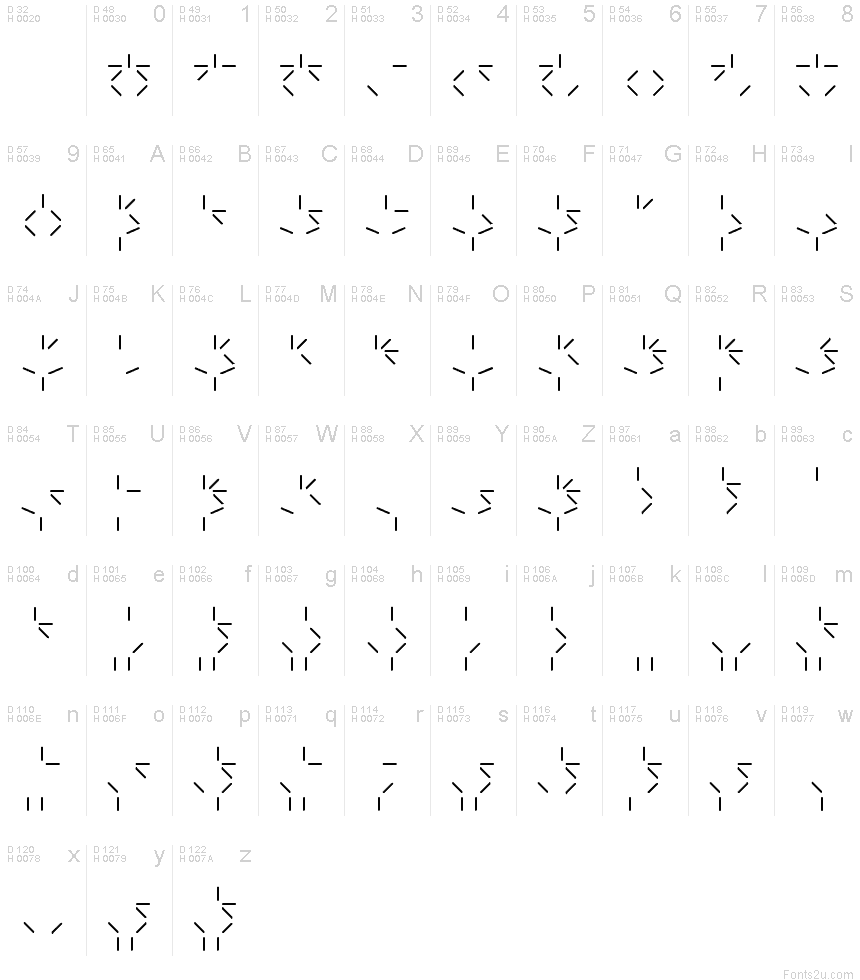 D 32 D 48 0 D 49 1 D 50 2 D 51 3 D 52 4 D 53 5 D 54 6 D 55 7 D 56 8
H 0020 H 0030 H 0031 H 0032 H 0033 H 0034 H 0035 H 0036 H 0037 H 0038
D 57 9 D 65 A D 66 B D 67 C D 68 D D 69 E D 70 F D 71 G D 72 H D 73 I
H 0039 H 0041 H 0042 H 0043 H 0044 H 0045 H 0046 H 0047 H 0048 H 0049
D 74 J D 75 K D 76 L D 77 M D 78 N D 79 O D 80 P D 81 Q D 82 R D 83 S
H 004A H 004B H 004C H 004D H 004E H 004F H 0050 H 0051 H 0052 H 0053
D 84 T D 85 U D 86 V D 87 W D 88 X D 89 Y D 90 Z D 97 a D 98 b D 99 c
H 0054 H 0055 H 0056 H 0057 H 0058 H 0059 H 005A H 0061 H 0062 H 0063
D 100 d D 101 e D 102 f D 103 g D 104 h D 105 i D 106 j D 107 k D 108 l D 109 m
H 0064 H 0065 H 0066 H 0067 H 0068 H 0069 H 006A H 006B H 006C H 006D
D 110 n D 111 o D 112 p D 113 q D 114 r D 115 s D 116 t D 117 u D 118 v D 119 w
H 006E H 006F H 0070 H 0071 H 0072 H 0073 H 0074 H 0075 H 0076 H 0077
D 120 x D 121 y D 122 z
H 0078 H 0079 H 007A
Fonts2u.com